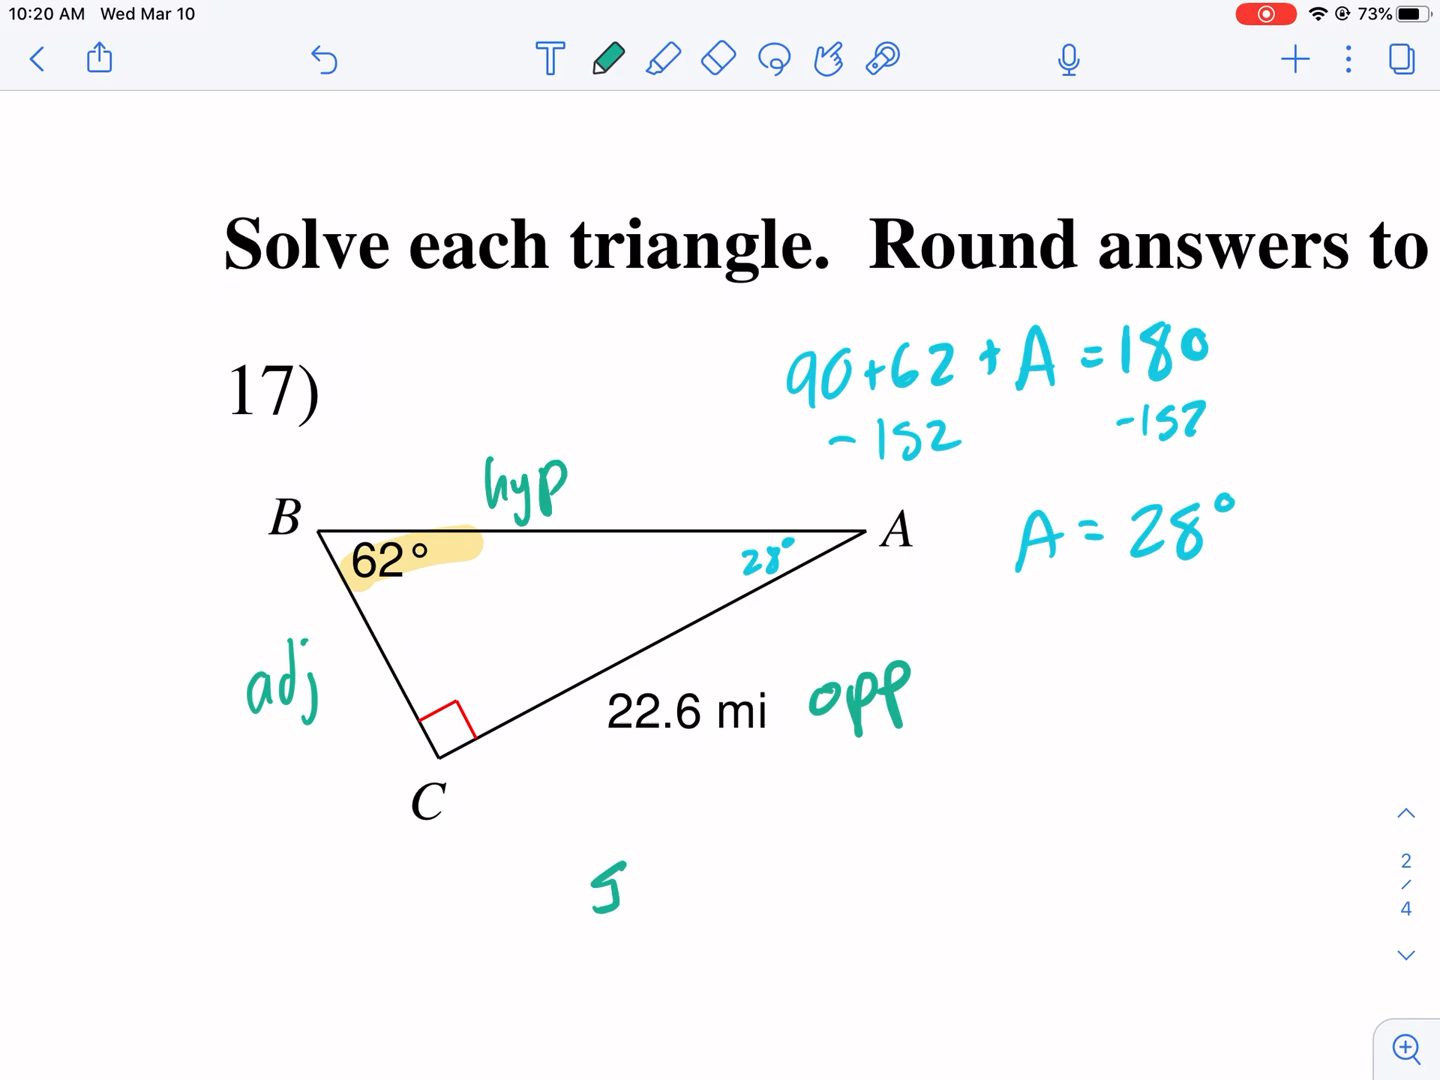 10:20 AM Wed Mar 10
73%
T
Solve each triangle. Round answers to
17)
90+62+A=180
-152 -152
hyp
B
62°
28°
A
A=28°
adj
22.6 mi
opp
C
S
2
/
4